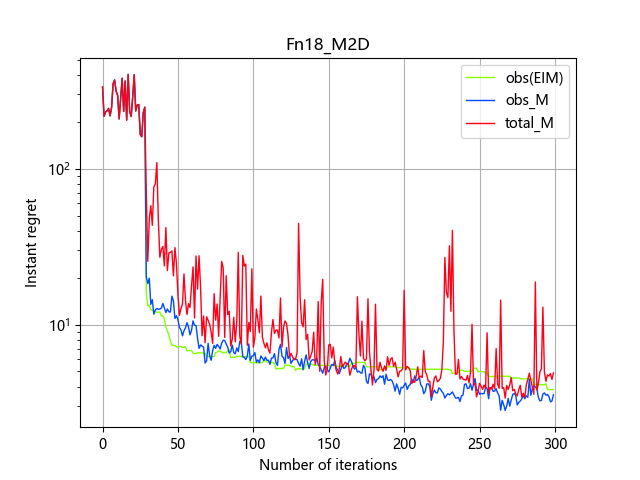 Fn18_M2D
obs(EIM)
obs_M
total_M
Instant regret
10²
10¹
0
50
100
150
200
250
300
Number of iterations